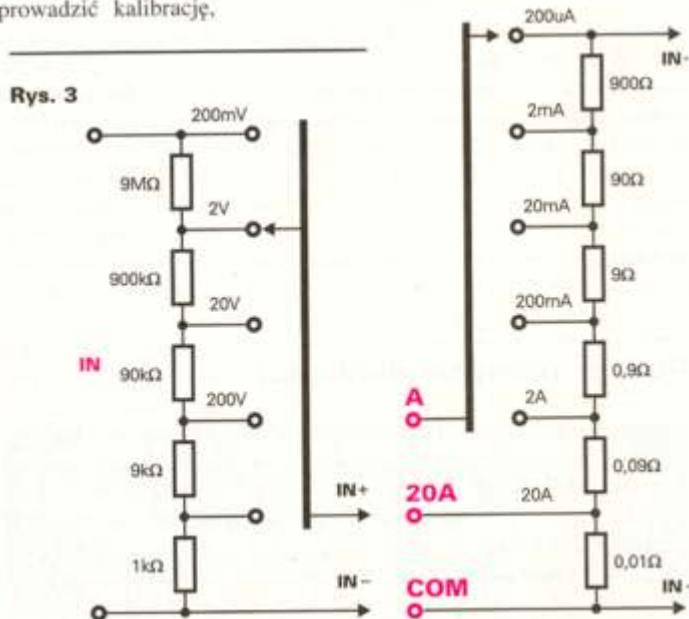 prowadzić kalibrację,
Rys. 3
200mV
9MΩ
2V
900kΩ
20V
IN
90kΩ
200V
9kΩ
IN+
1kΩ
IN-
200uA
IN-
900Ω
2mA
90Ω
20mA
9Ω
200mA
0,9Ω
A
2A
0,09Ω
20A
20A
0,01Ω
COM
IN-